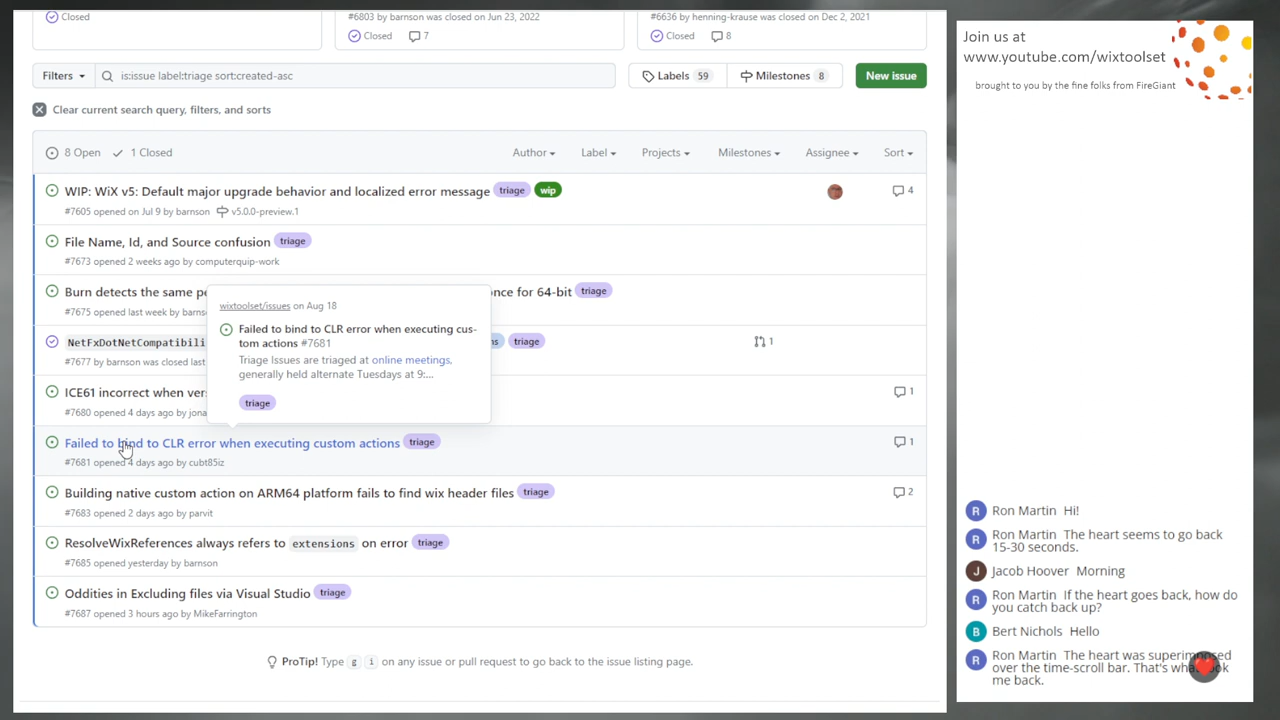 Closed
#6803 by barnson was closed on Jun 23, 2022
Closed 7
#6636 by henning-krause was closed on Dec 2, 2021
Closed 8
Filters is:issue label:triage sort:created-asc Labels 59 Milestones 8 New issue
Clear current search query, filters, and sorts
8 Open 1 Closed Author Label Projects Milestones Assignee Sort
WIP: WiX v5: Default major upgrade behavior and localized error message triage wip 4
#7605 opened on Jul 9 by barnson v5.0.0-preview.1
File Name, Id, and Source confusion triage
#7673 opened 2 weeks ago by computerquip-work
Burn detects the same pe once for 64-bit triage
#7675 opened last week by barns
NetFxDotNetCompatibili ns triage 1
#7677 by barnson was closed last
ICE61 incorrect when vers 1
#7680 opened 4 days ago by jona
wixtoolset/issues on Aug 18
Failed to bind to CLR error when executing cus-
tom actions #7681
Triage Issues are triaged at online meetings,
generally held alternate Tuesdays at 9:...
triage
Failed to bind to CLR error when executing custom actions triage 1
#7681 opened 4 days ago by cubt85iz
Building native custom action on ARM64 platform fails to find wix header files triage 2
#7683 opened 2 days ago by parvit
ResolveWixReferences always refers to extensions on error triage
#7685 opened yesterday by barnson
Oddities in Excluding files via Visual Studio triage
#7687 opened 3 hours ago by MikeFarrington
ProTip! Type g i on any issue or pull request to go back to the issue listing page.
Join us at
www.youtube.com/wixtoolset
brought to you by the fine folks from FireGiant
R Ron Martin Hi!
R Ron Martin The heart seems to go back
15-30 seconds.
J Jacob Hoover Morning
R Ron Martin If the heart goes back, how do
you catch back up?
B Bert Nichols Hello
R Ron Martin The heart was superimposed
over the time-scroll bar. That's what took
me back.